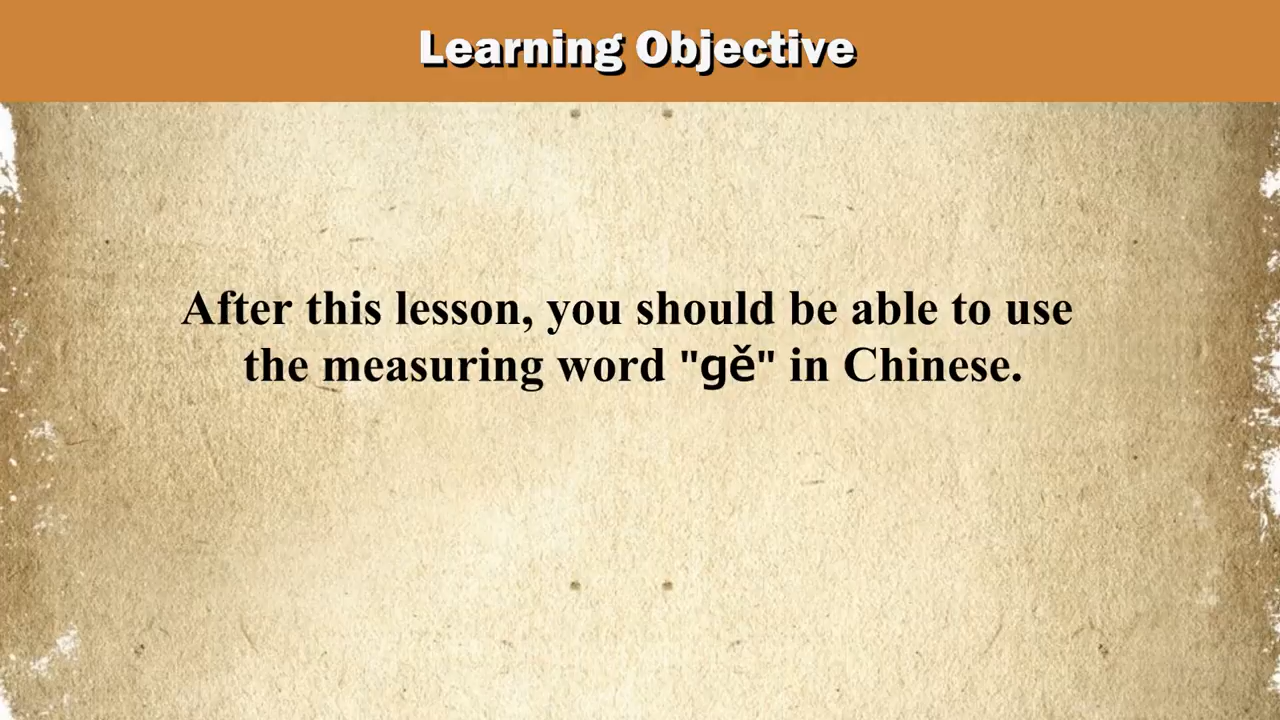 Learning Objective
After this lesson, you should be able to use
the measuring word "gě" in Chinese.